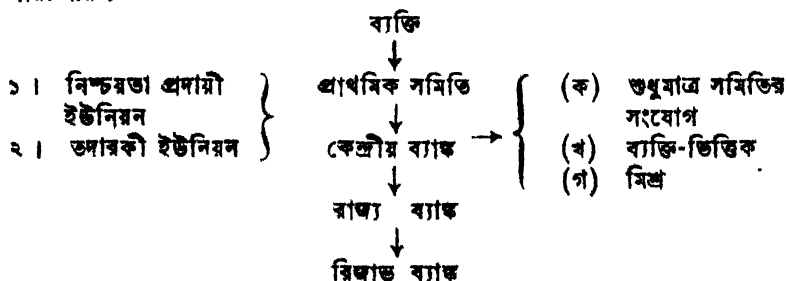 ব্যক্তি
১। নিশ্চয়তা প্রদায়ী
ইউনিয়ন
২। তদারকী ইউনিয়ন
প্রাথমিক সমিতি
কেন্দ্রীয় ব্যাঙ্ক
(ক) শুধুমাত্র সমিতির
সংযোগ
(খ) ব্যক্তি-ভিত্তিক
(গ) মিশ্র
রাজ্য ব্যাঙ্ক
রিজার্ভ ব্যাঙ্ক